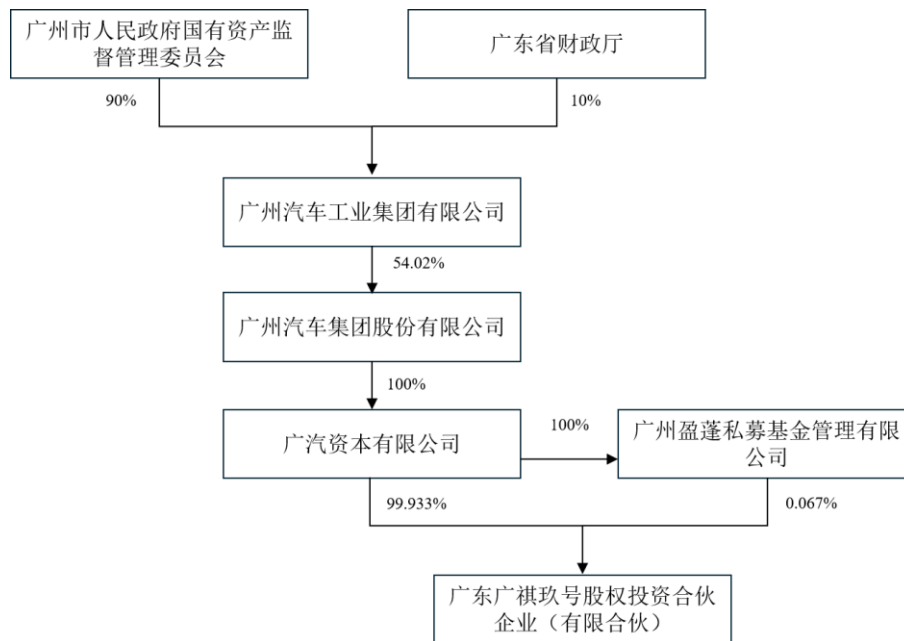 广州市人民政府国有资产监
督管理委员会
广东省财政厅
90%
10%
广州汽车工业集团有限公司
54.02%
广州汽车集团股份有限公司
100%
广汽资本有限公司
100%
广州盈蓬私募基金管理有限
公司
99.933%
0.067%
广东广祺玖号股权投资合伙
企业（有限合伙）